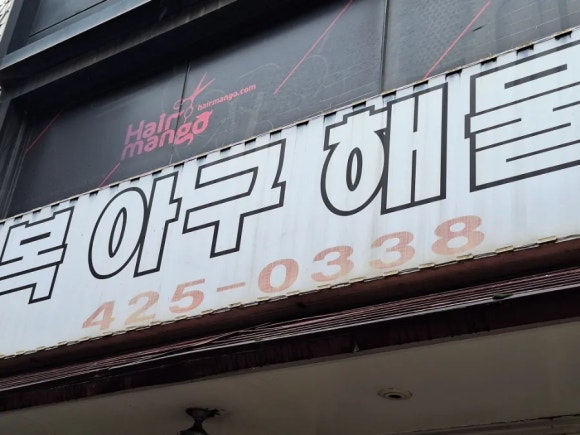 Hair
mango
hairmango.com
복 아구 해물
425-0338